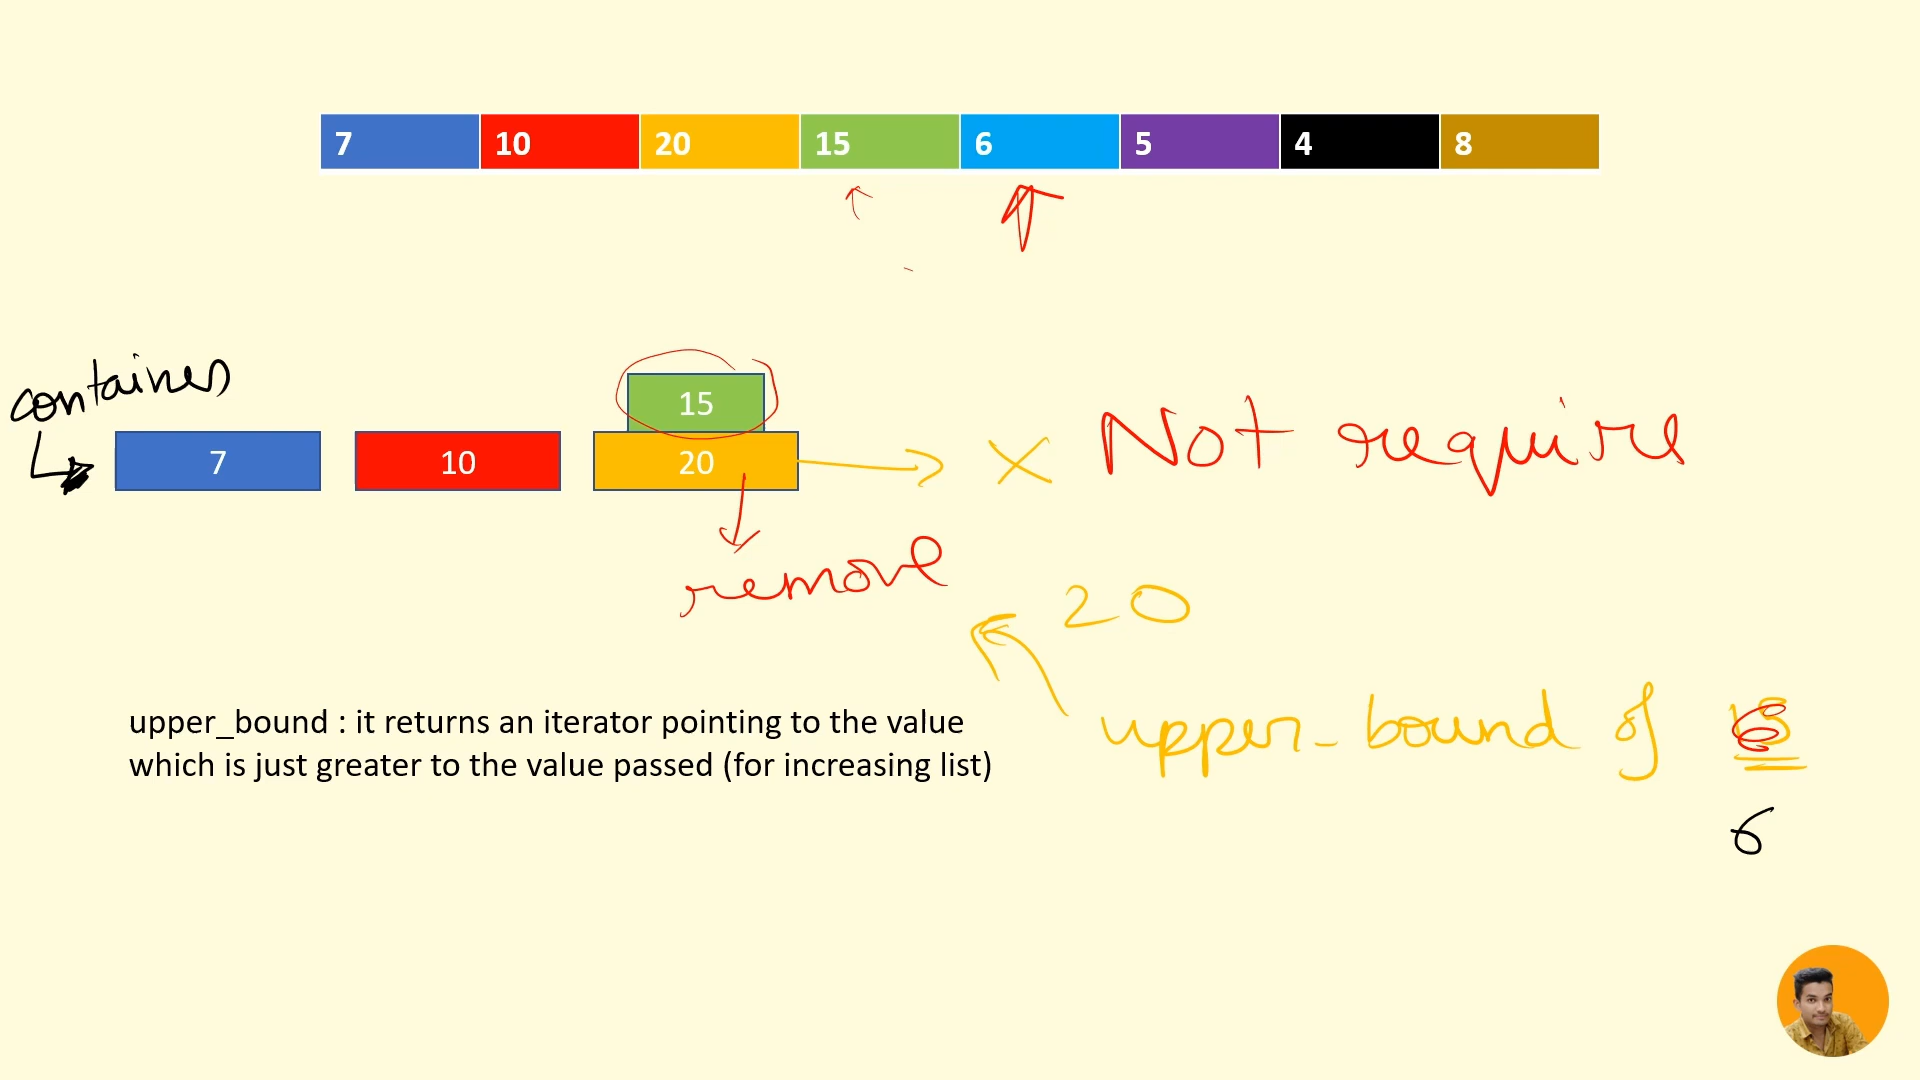 7 10 20 15 6 5 4 8
container
15
7 10 20
x Not require
remove
20
upper_bound : it returns an iterator pointing to the value
which is just greater to the value passed (for increasing list)
upper_bound of
6